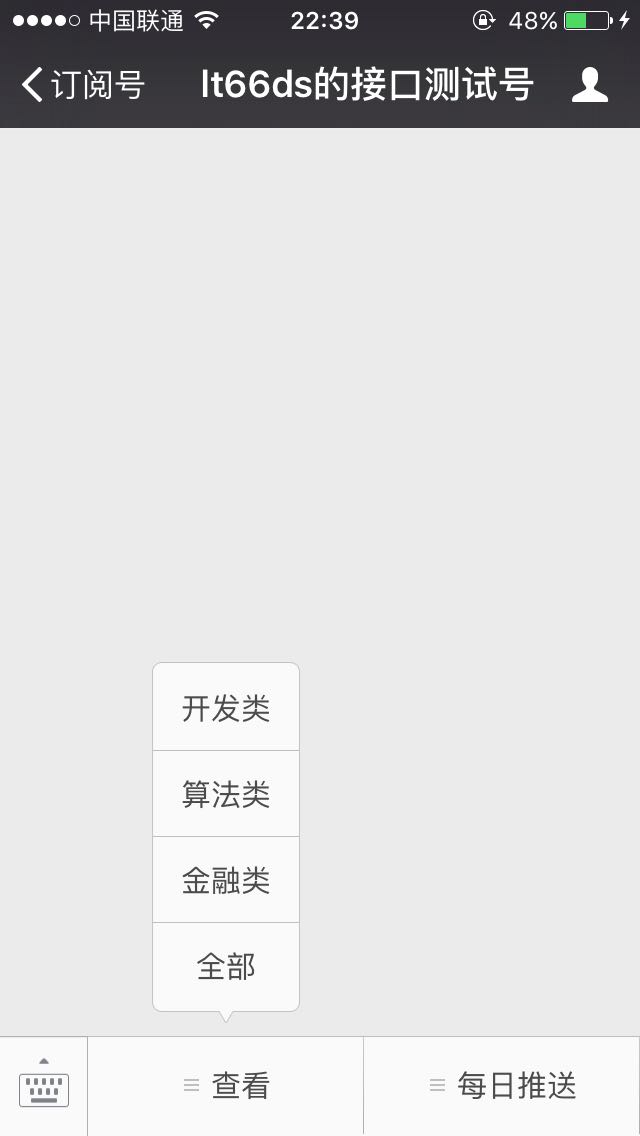 中国联通 22:39 48%
订阅号 lt66ds的接口测试号
开发类
算法类
金融类
全部
查看 每日推送